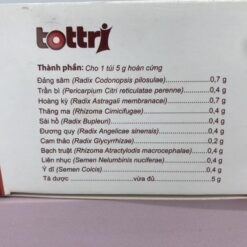 tottri
Thành phần: Cho 1 túi 5 g hoàn cứng
Đảng sâm (Radix Codonopsis pilosulae) 0,7 g
Trần bì (Pericarpium Citri reticulatae perenne) 0,4 g
Hoàng kỳ (Radix Astragali membranacei) 0,7 g
Thăng ma (Rhizoma Cimicifugae) 0,4 g
Sài hồ (Radix Bupleuri) 0,4 g
Đương quy (Radix Angelicae sinensis) 0,4 g
Cam thảo (Radix Glycyrrhizae) 0,2 g
Bạch truật (Rhizoma Atractylodis macrocephalae) 0,4 g
Liên nhục (Semen Nelumbinis nuciferae) 0,4 g
Ý dĩ (Semen Coicis) 0,4 g
Tá dược vừa đủ 5 g